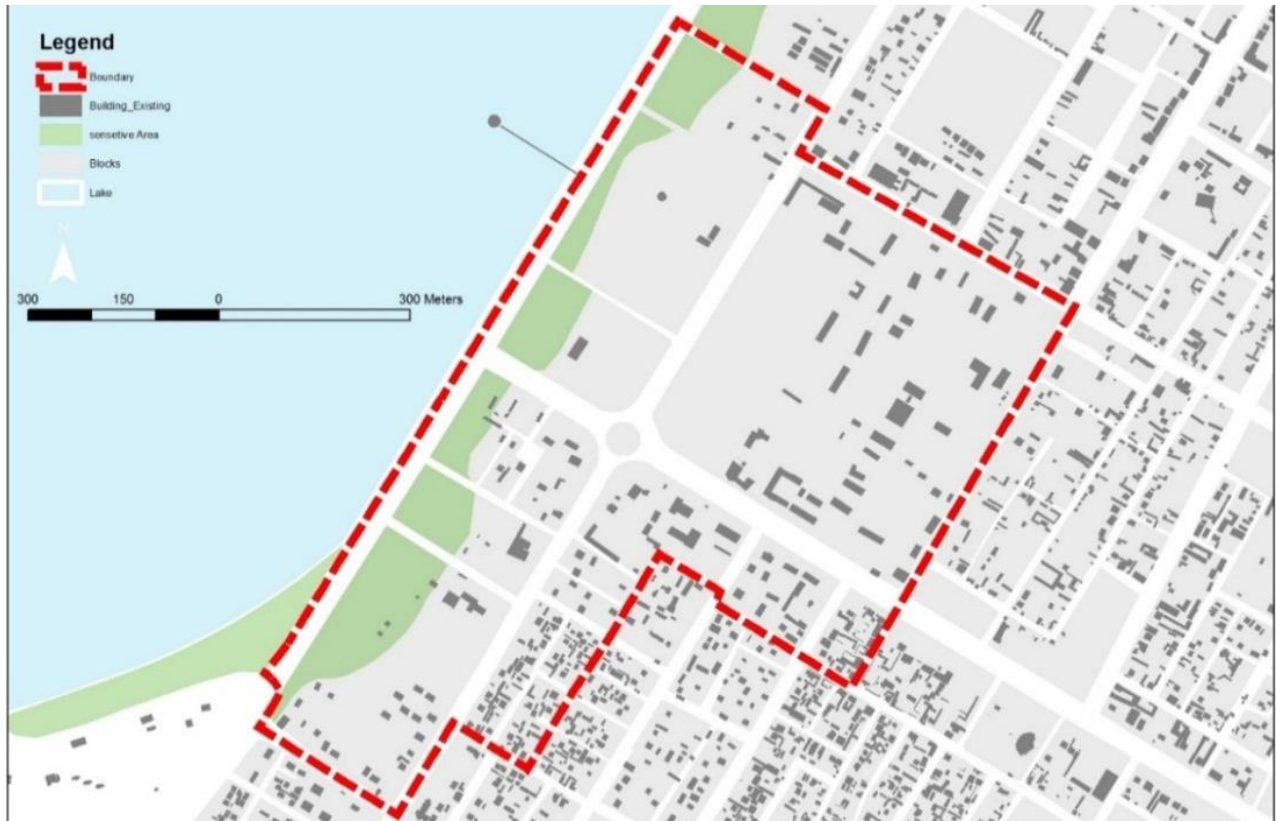 Legend
Boundary
Building_Existing
sensetive Area
Blocks
Lake
N
300 150 0 300 Meters